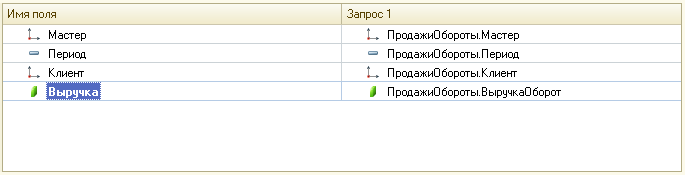 Имя поля Запрос 1
Мастер ПродажиОбороты.Мастер
Период ПродажиОбороты.Период
Клиент ПродажиОбороты.Клиент
Выручка ПродажиОбороты.ВыручкаОборот